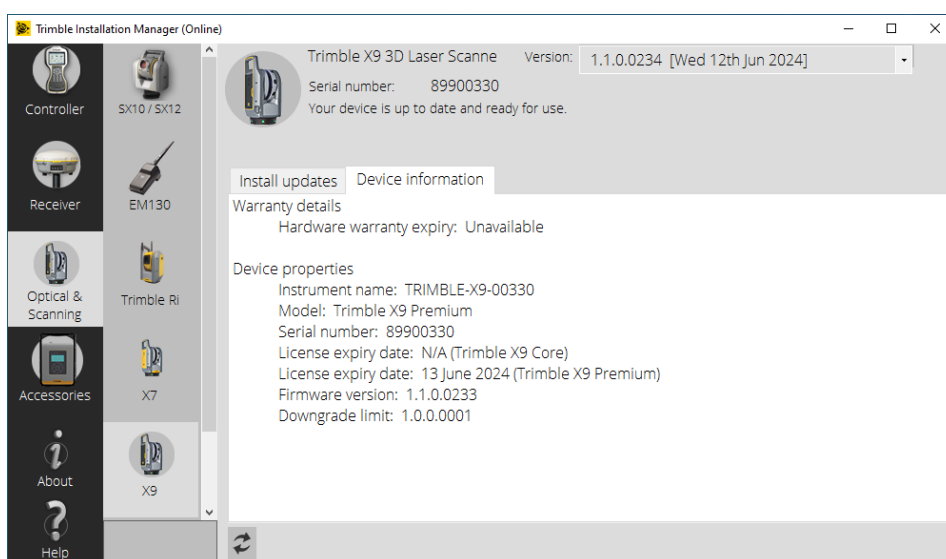 Trimble Installation Manager (Online)
Controller
Receiver
Optical &
Scanning
Accessories
About
Help
SX10 / SX12
EM130
Trimble Ri
X7
X9
Trimble X9 3D Laser Scanne
Version:
1.1.0.0234 [Wed 12th Jun 2024]
Serial number: 89900330
Your device is up to date and ready for use.
Install updates
Device information
Warranty details
Hardware warranty expiry: Unavailable
Device properties
Instrument name: TRIMBLE-X9-00330
Model: Trimble X9 Premium
Serial number: 89900330
License expiry date: N/A (Trimble X9 Core)
License expiry date: 13 June 2024 (Trimble X9 Premium)
Firmware version: 1.1.0.0233
Downgrade limit: 1.0.0.0001